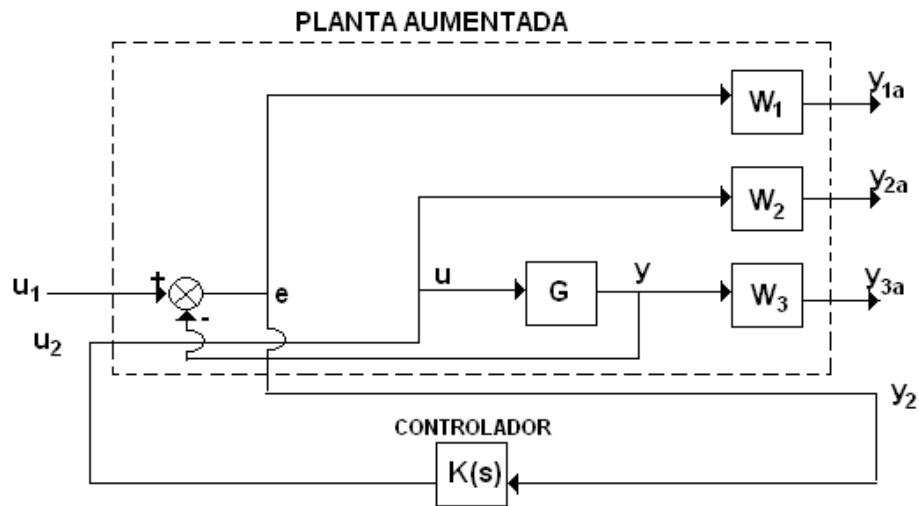 PLANTA AUMENTADA
W₁
y₁ₐ
W₂
y₂ₐ
u₁
+
-
e
u
G
y
W₃
y₃ₐ
u₂
y₂
CONTROLADOR
K(s)